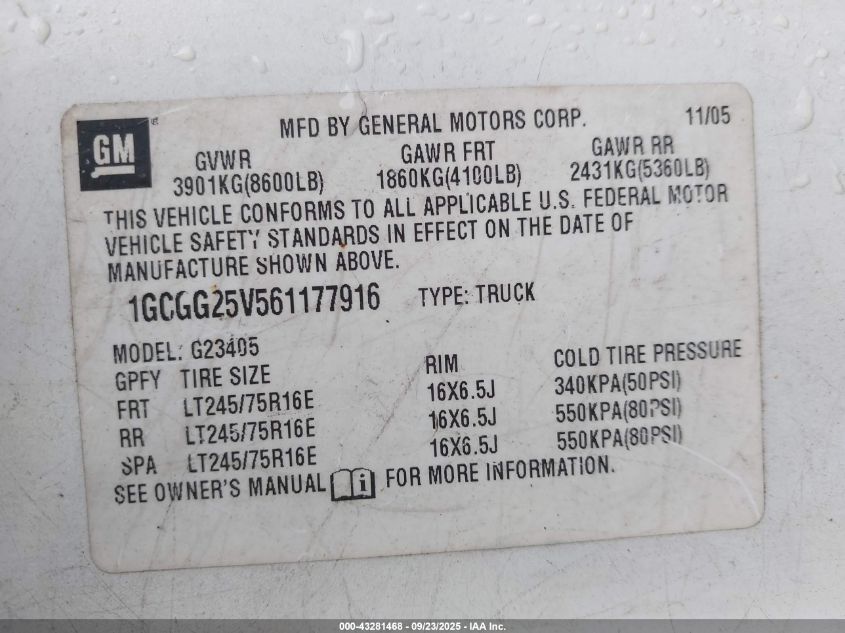 GM
MFD BY GENERAL MOTORS CORP. 11/05
GVWR GAWR FRT GAWR RR
3901KG(8600LB) 1860KG(4100LB) 2431KG(5360LB)
THIS VEHICLE CONFORMS TO ALL APPLICABLE U.S. FEDERAL MOTOR
VEHICLE SAFETY STANDARDS IN EFFECT ON THE DATE OF
MANUFACTURE SHOWN ABOVE.
1GCGG25V561177916 TYPE: TRUCK
MODEL: G23405
GPFY TIRE SIZE RIM COLD TIRE PRESSURE
FRT LT245/75R16E 16X6.5J 340KPA(50PSI)
RR LT245/75R16E 16X6.5J 550KPA(80PSI)
SPA LT245/75R16E 16X6.5J 550KPA(80PSI)
SEE OWNER'S MANUAL i FOR MORE INFORMATION.
000-43281468 - 09/23/2025 - IAA Inc.